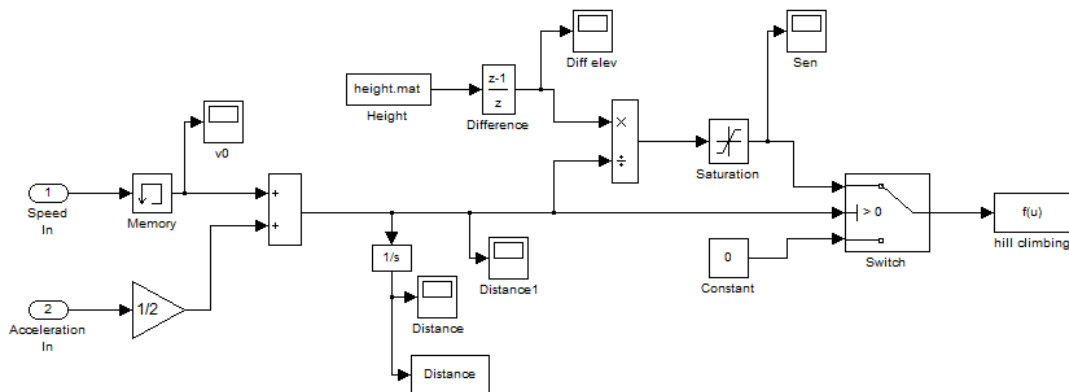 Diff elev
Sen
height.mat
Height
z-1
z
Difference
v0
×
÷
Saturation
1
Speed
In
Memory
+
+
> 0
Switch
f(u)
hill climbing
1/s
Distance1
0
Constant
2
Acceleration
In
1/2
Distance
Distance